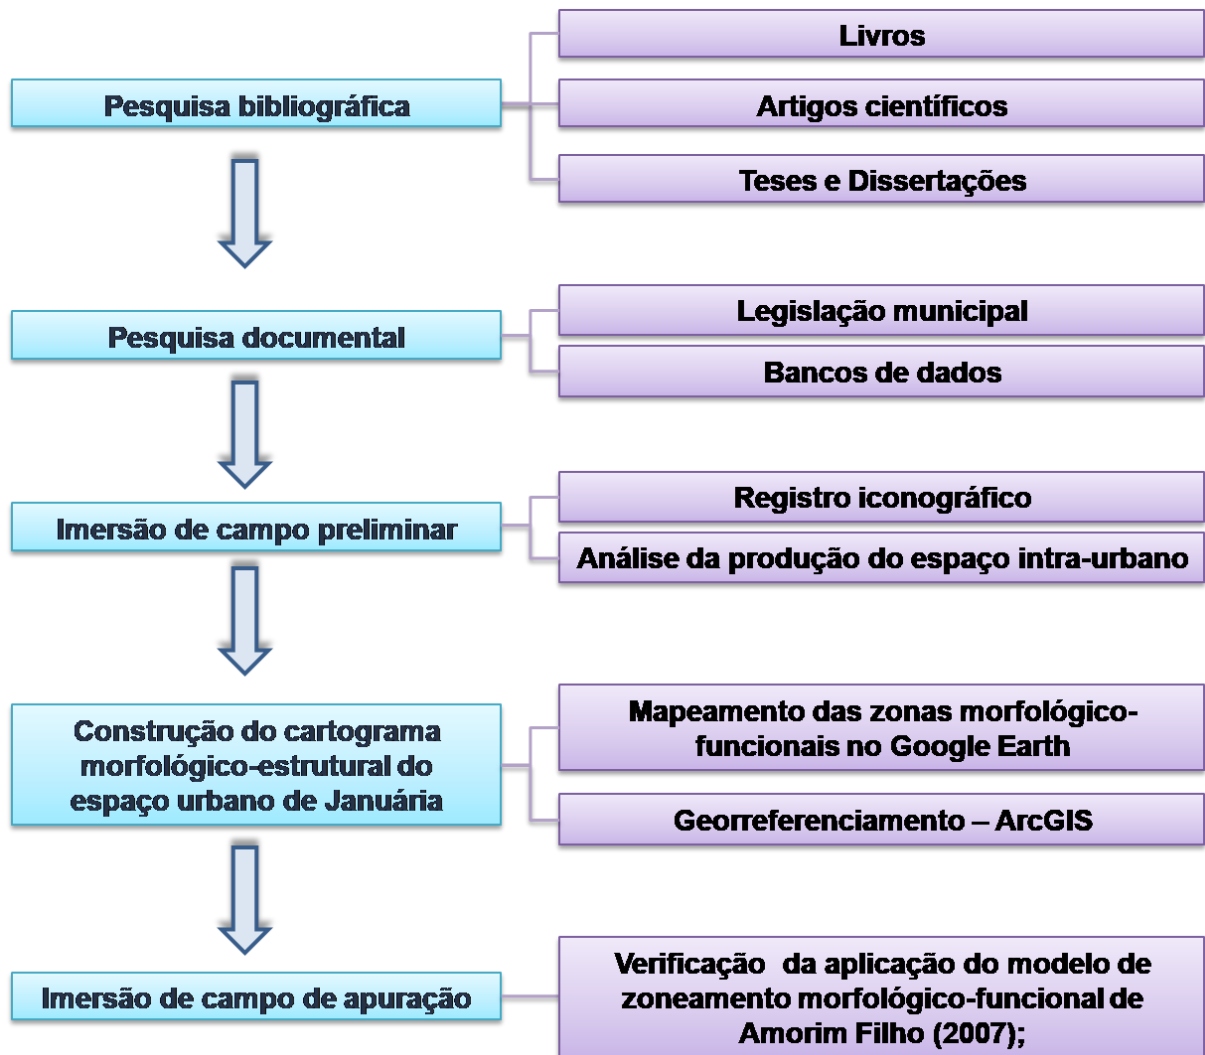 Pesquisa bibliográfica
Livros
Artigos científicos
Teses e Dissertações
Pesquisa documental
Legislação municipal
Bancos de dados
Imersão de campo preliminar
Registro iconográfico
Análise da produção do espaço intra-urbano
Construção do cartograma
morfológico-estrutural do
espaço urbano de Januária
Mapeamento das zonas morfológico-
funcionais no Google Earth
Georreferenciamento – ArcGIS
Imersão de campo de apuração
Verificação da aplicação do modelo de
zoneamento morfológico-funcional de
Amorim Filho (2007);